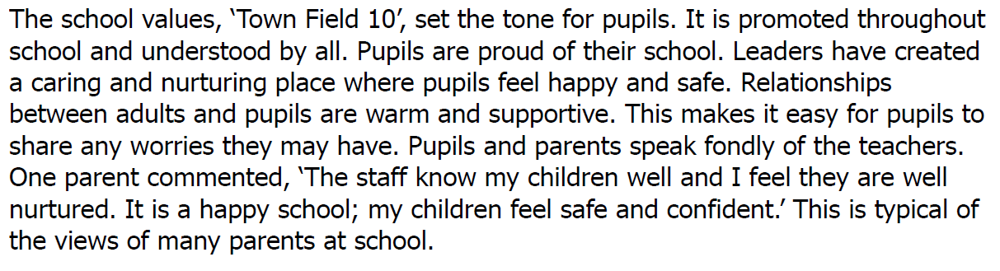 The school values, ‘Town Field 10’, set the tone for pupils. It is promoted throughout
school and understood by all. Pupils are proud of their school. Leaders have created
a caring and nurturing place where pupils feel happy and safe. Relationships
between adults and pupils are warm and supportive. This makes it easy for pupils to
share any worries they may have. Pupils and parents speak fondly of the teachers.
One parent commented, ‘The staff know my children well and I feel they are well
nurtured. It is a happy school; my children feel safe and confident.’ This is typical of
the views of many parents at school.